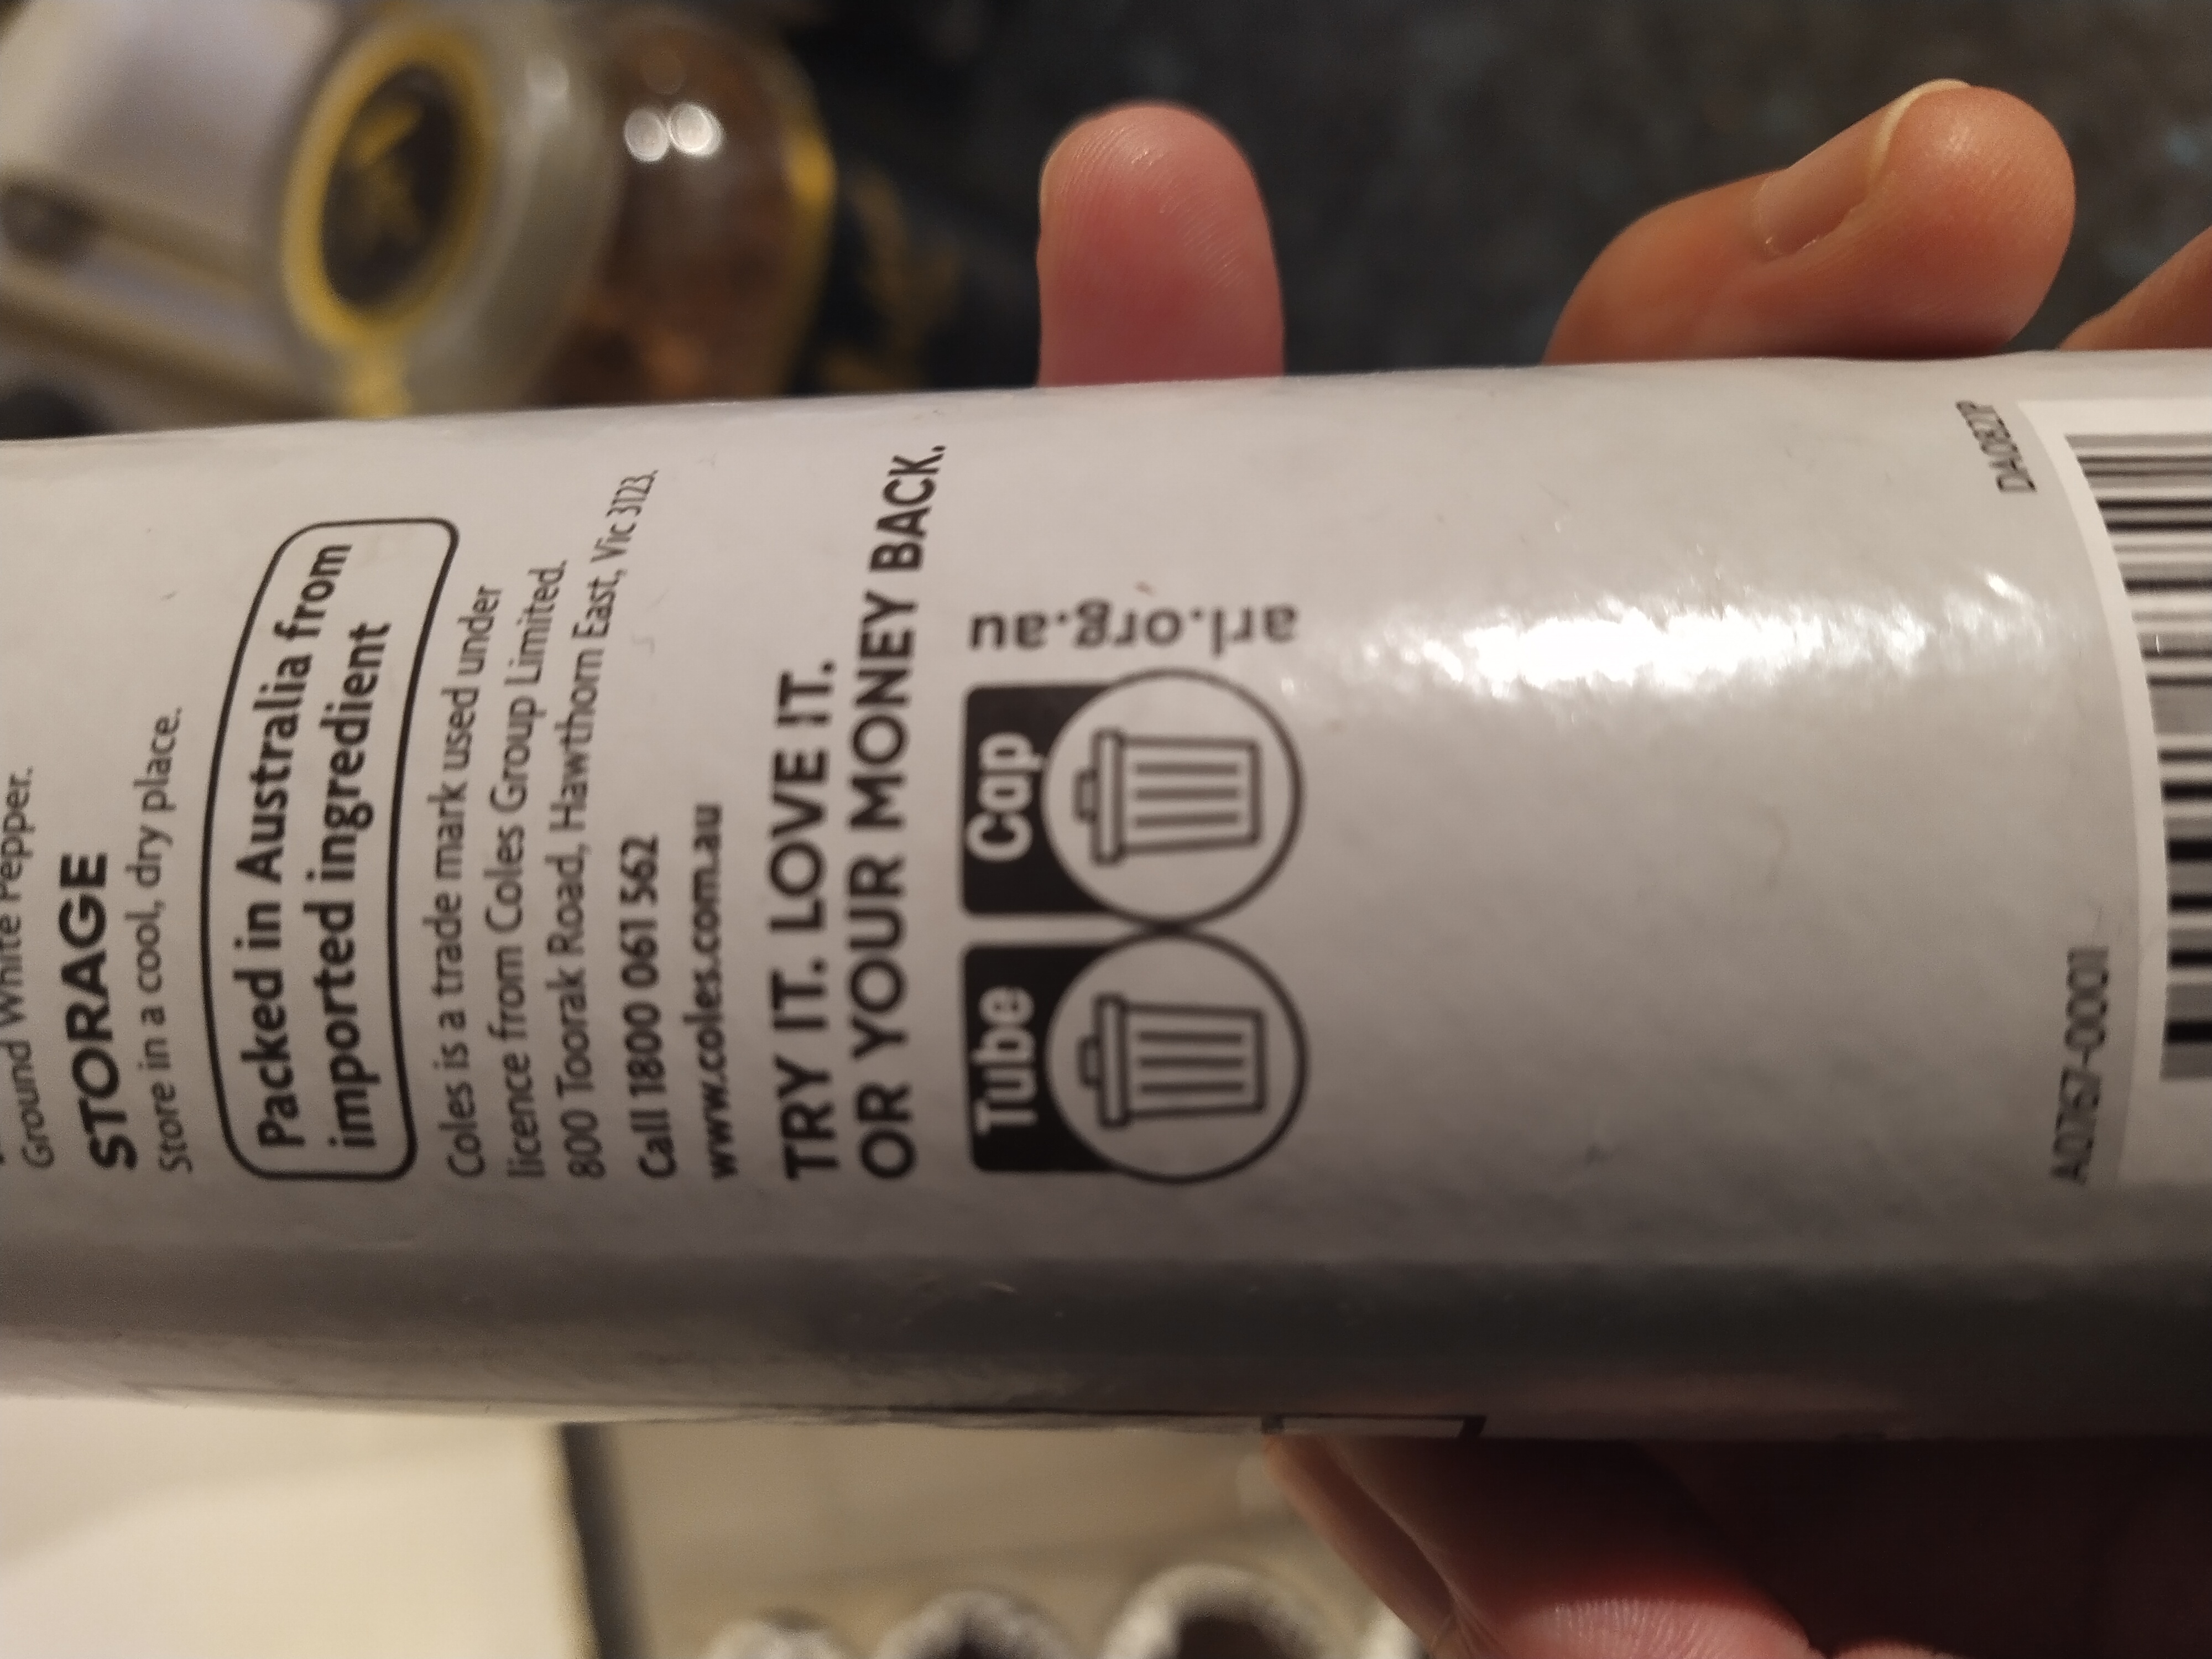 Ground White Pepper.
STORAGE
Store in a cool, dry place.
Packed in Australia from
imported ingredient
Coles is a trade mark used under
licence from Coles Group Limited.
800 Toorak Road, Hawthorn East, Vic 3123.
Call 1800 061 562
www.coles.com.au
TRY IT. LOVE IT.
OR YOUR MONEY BACK.
Tube
Cap
arl.org.au
DA0821P
A0767-0001